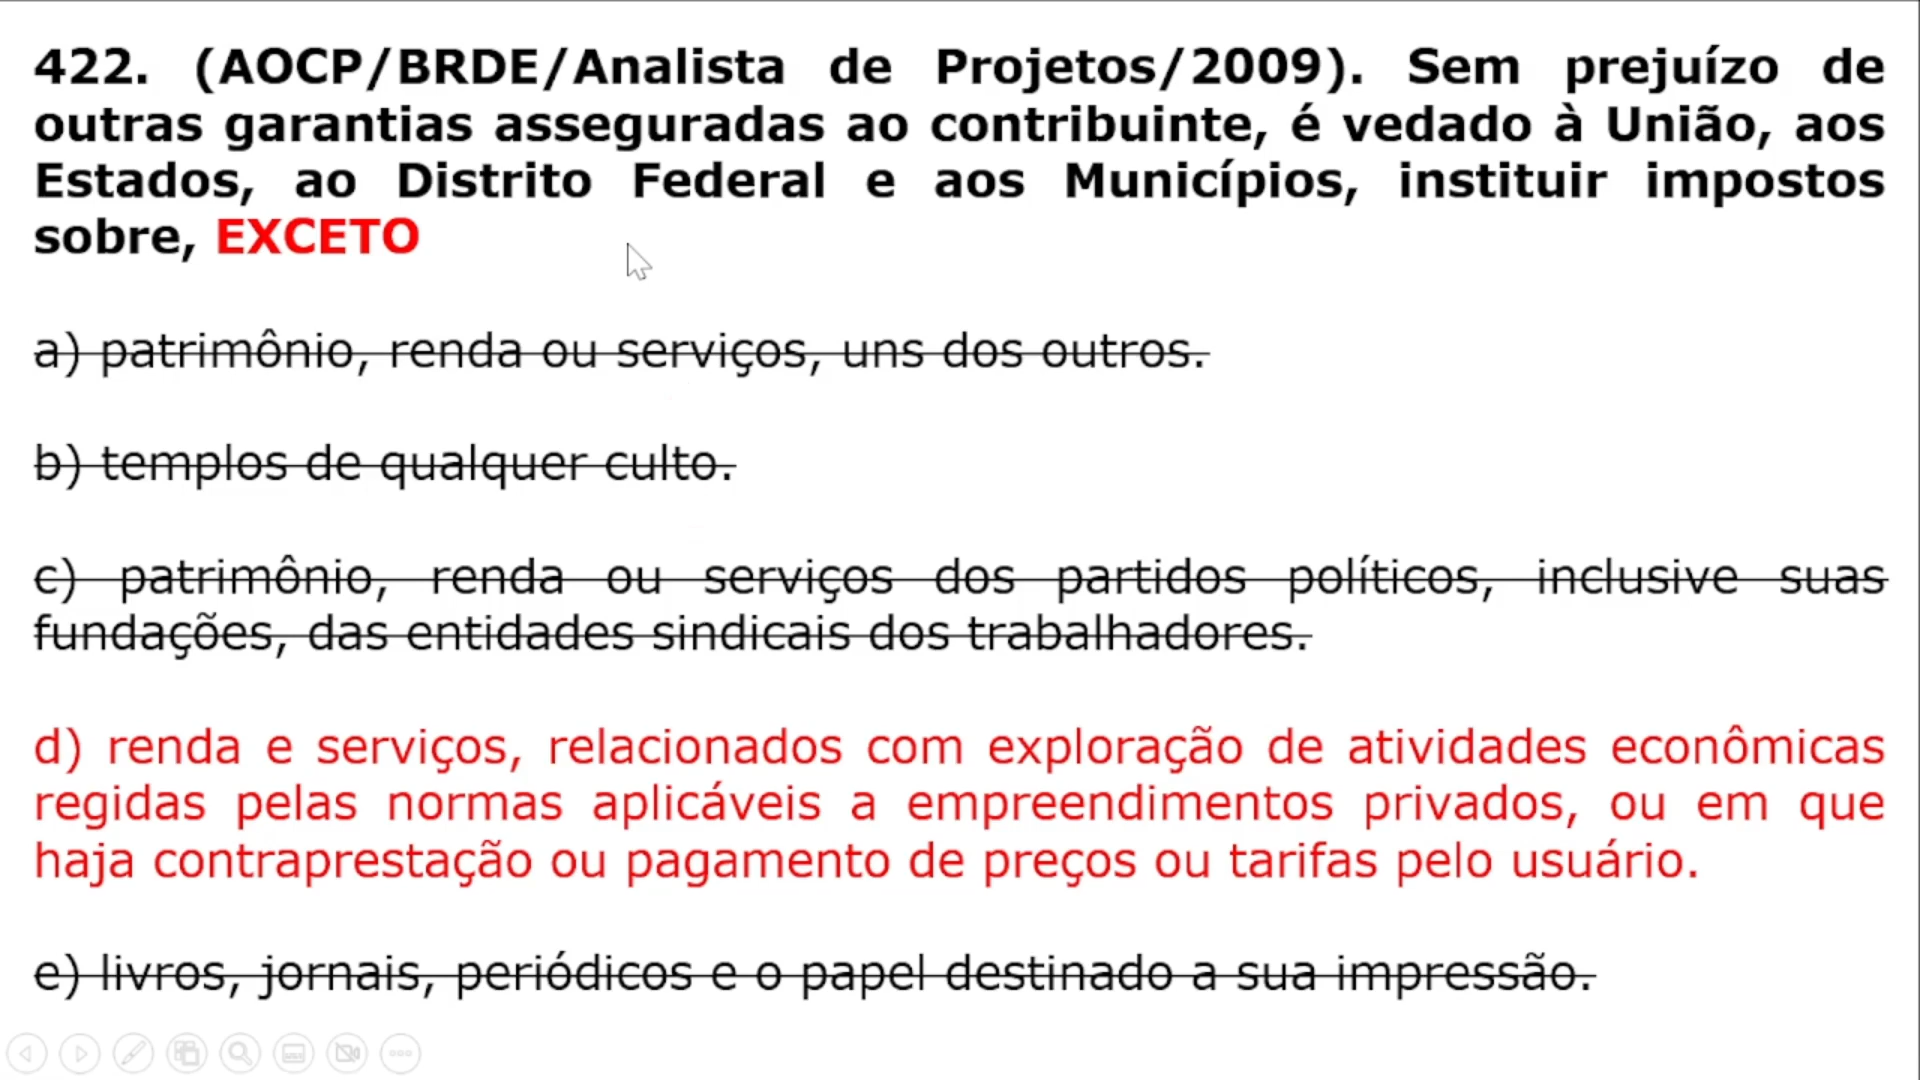 422. (AOCP/BRDE/Analista de Projetos/2009). Sem prejuízo de
outras garantias asseguradas ao contribuinte, é vedado à União, aos
Estados, ao Distrito Federal e aos Municípios, instituir impostos
sobre, EXCETO
a) patrimônio, renda ou serviços, uns dos outros.
b) templos de qualquer culto.
c) patrimônio, renda ou serviços dos partidos políticos, inclusive suas
fundações, das entidades sindicais dos trabalhadores.
d) renda e serviços, relacionados com exploração de atividades econômicas
regidas pelas normas aplicáveis a empreendimentos privados, ou em que
haja contraprestação ou pagamento de preços ou tarifas pelo usuário.
e) livros, jornais, periódicos e o papel destinado a sua impressão.